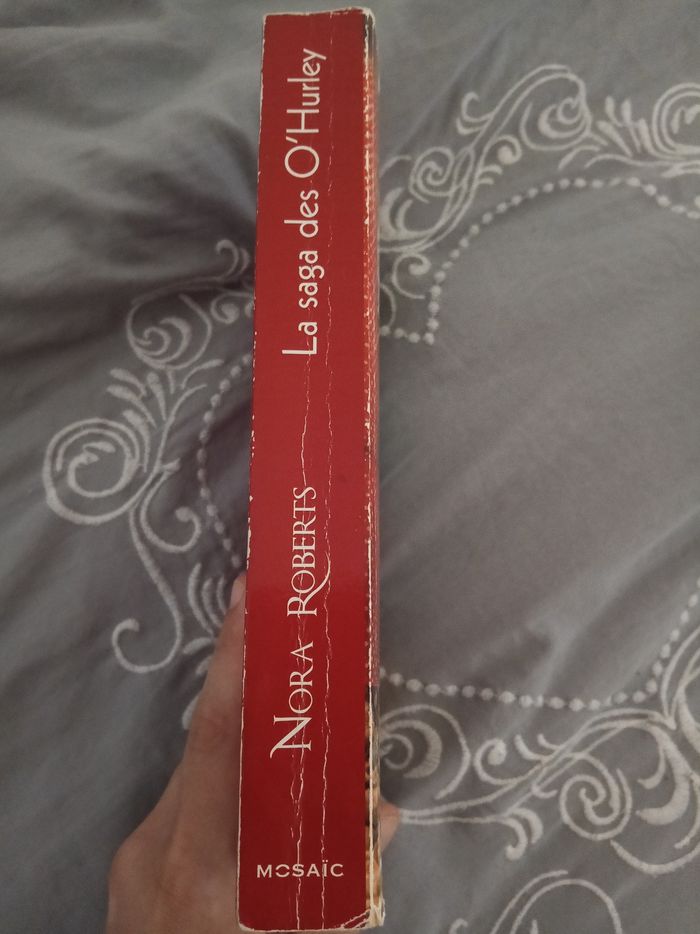 La saga des O'Hurley
NORA ROBERTS
MOSAÏC